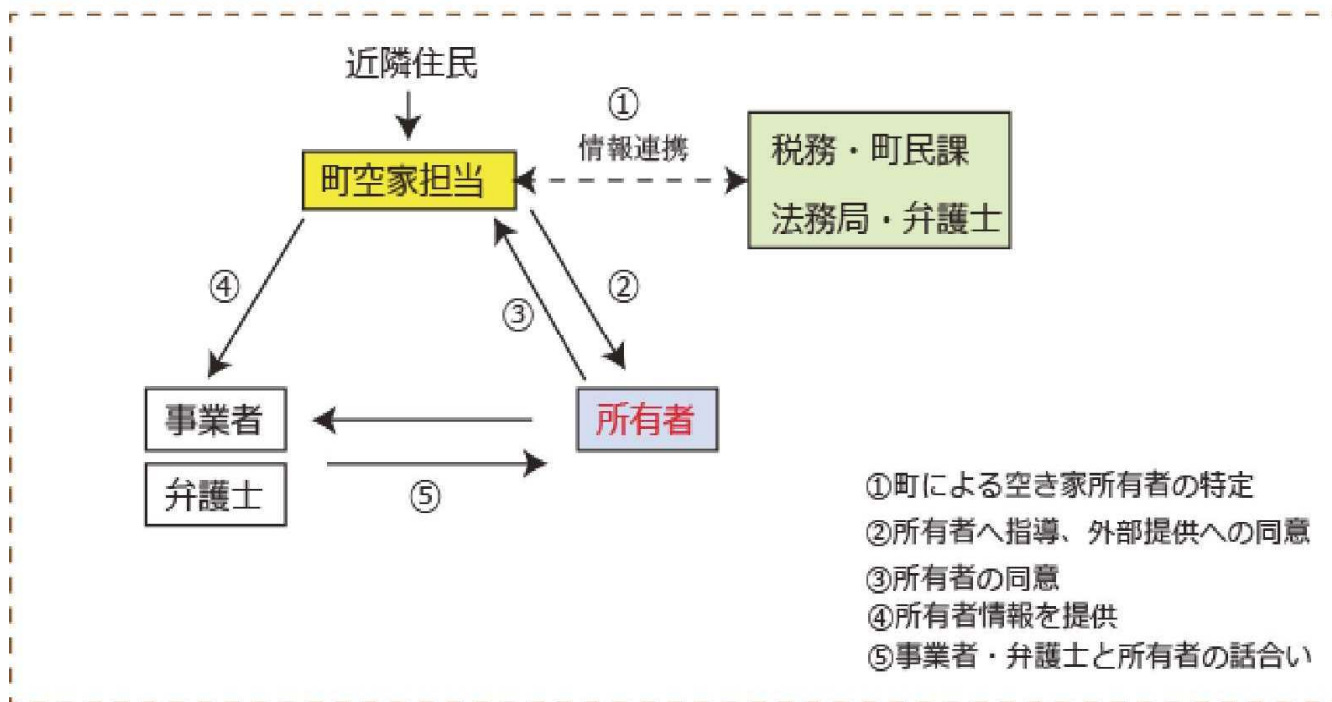 近隣住民
①
情報連携
町空家担当
税務・町民課
法務局・弁護士
④
③
②
事業者
所有者
弁護士
⑤
①町による空き家所有者の特定
②所有者へ指導、外部提供への同意
③所有者の同意
④所有者情報を提供
⑤事業者・弁護士と所有者の話合い